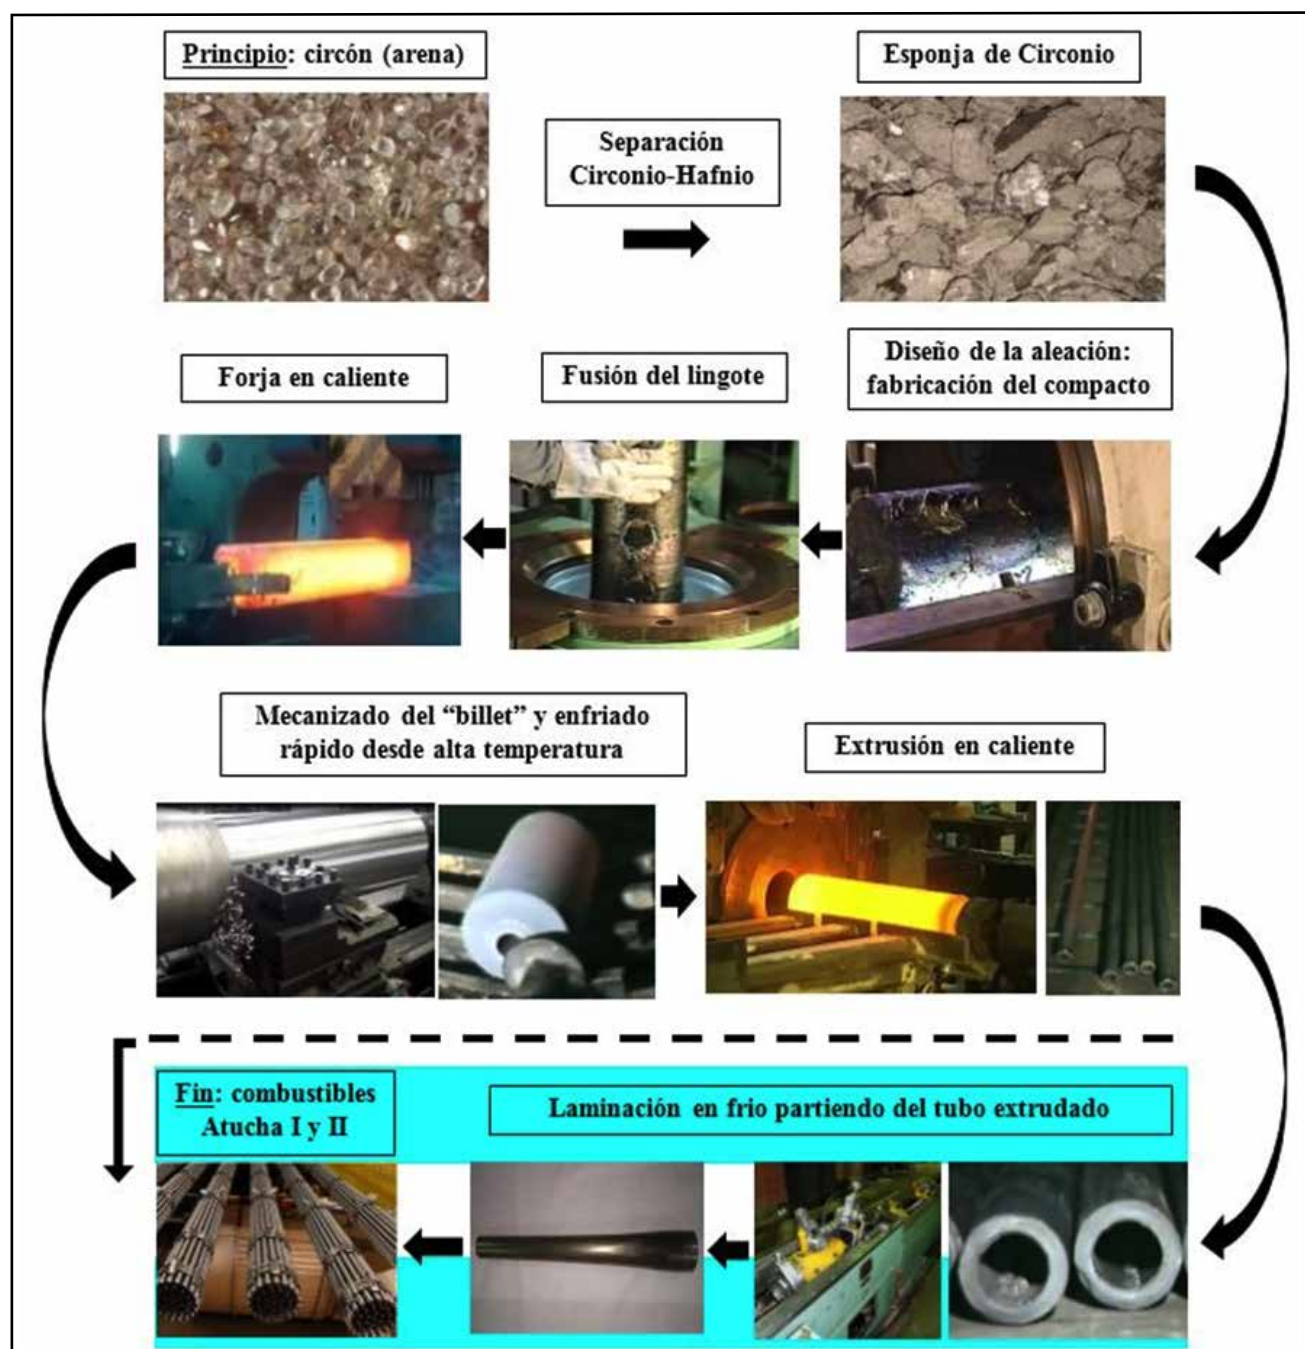 Principio: circón (arena)
Esponja de Circonio
Separación
Circonio-Hafnio
Diseño de la aleación:
fabricación del compacto
Fusión del lingote
Forja en caliente
Mecanizado del “billet” y enfriado
rápido desde alta temperatura
Extrusión en caliente
Laminación en frio partiendo del tubo extrudado
Fin: combustibles
Atucha I y II